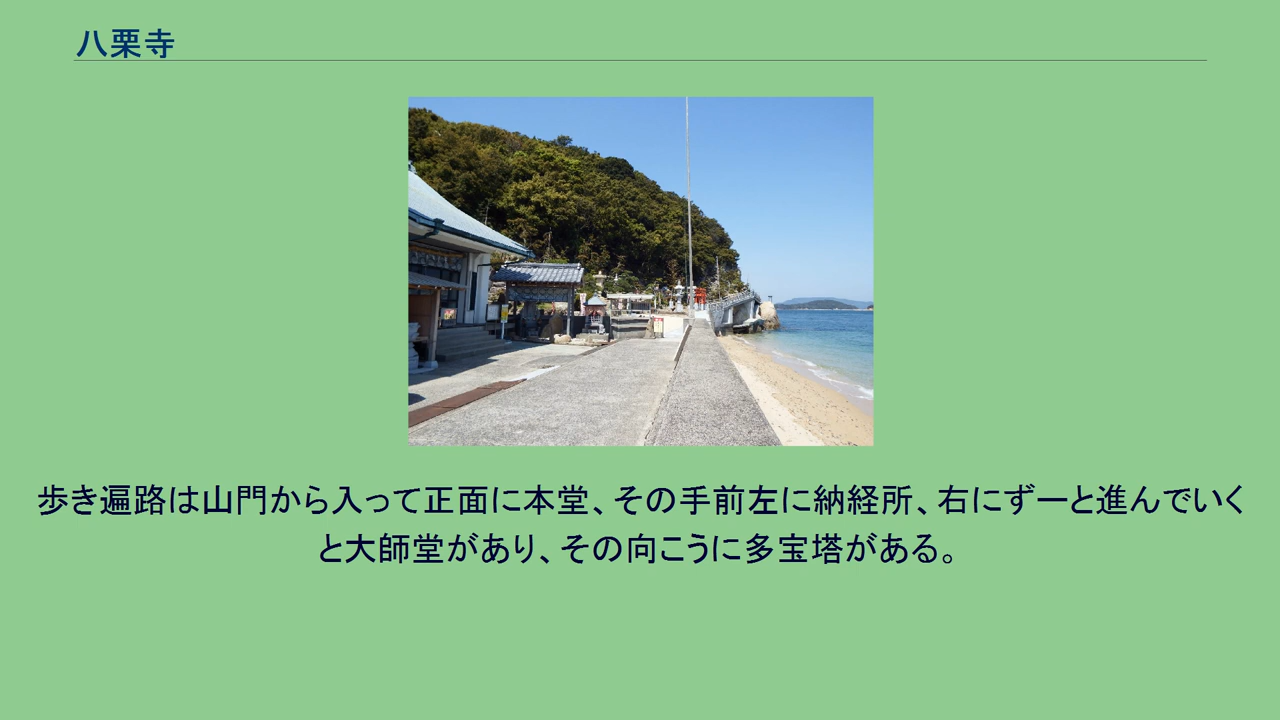 八栗寺
歩き遍路は山門から入って正面に本堂、その手前左に納経所、右にずーと進んでいく
と大師堂があり、その向こうに多宝塔がある。